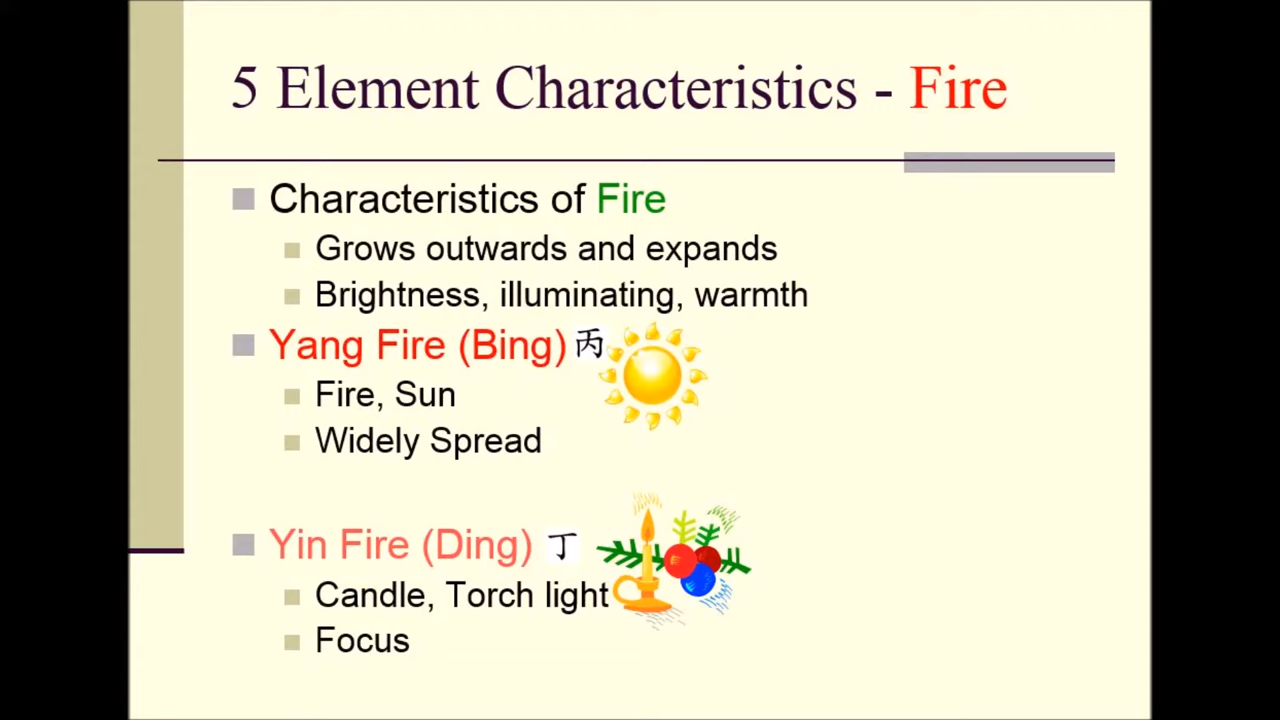 5 Element Characteristics - Fire
Characteristics of Fire
Grows outwards and expands
Brightness, illuminating, warmth
Yang Fire (Bing) 丙
Fire, Sun
Widely Spread
Yin Fire (Ding) 丁
Candle, Torch light
Focus